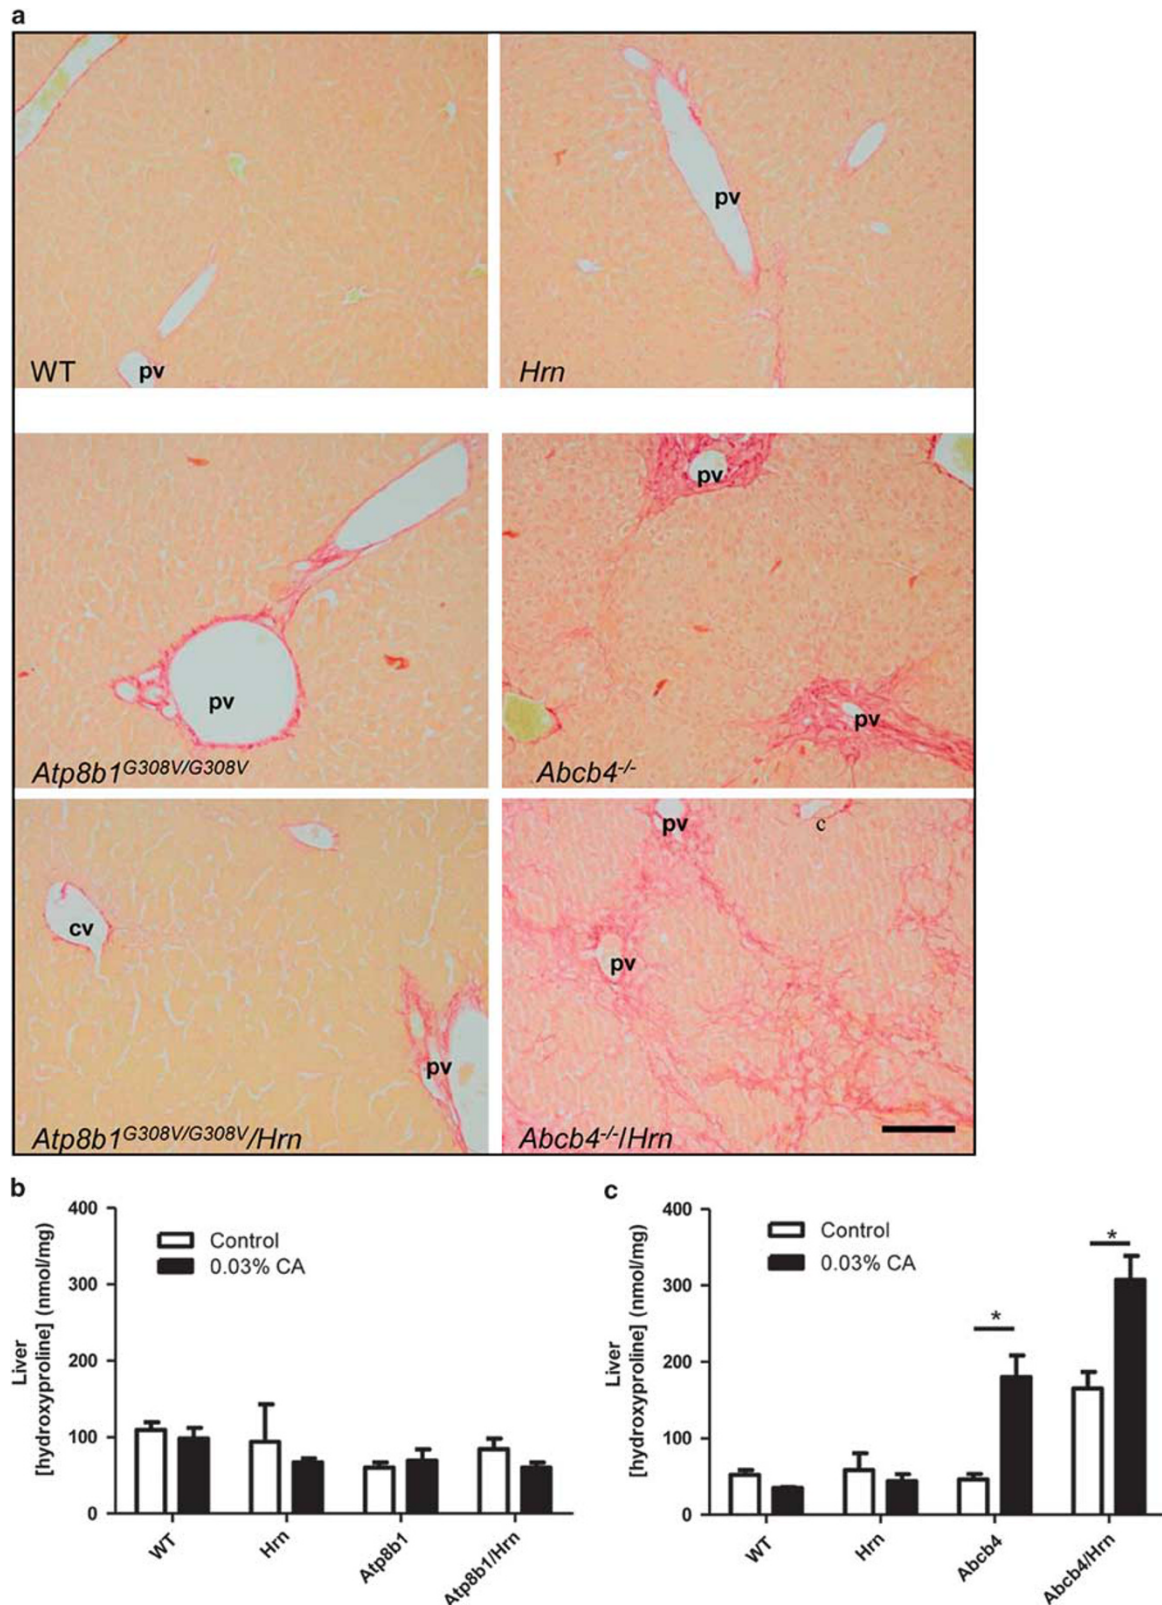 a
WT
pv
Hrn
pv
Atp8b1G308V/G308V
pv
Abcb4-/-
pv
pv
Atp8b1G308V/G308V/Hrn
cv
pv
Abcb4-/-/Hrn
pv
c
pv
b
Liver
[hydroxyproline] (nmol/mg)
400
300
200
100
0
Control
0.03% CA
WT
Hrn
Atp8b1
Atp8b1/Hrn
c
Liver
[hydroxyproline] (nmol/mg)
400
300
200
100
0
Control
0.03% CA
*
*
WT
Hrn
Abcb4
Abcb4/Hrn